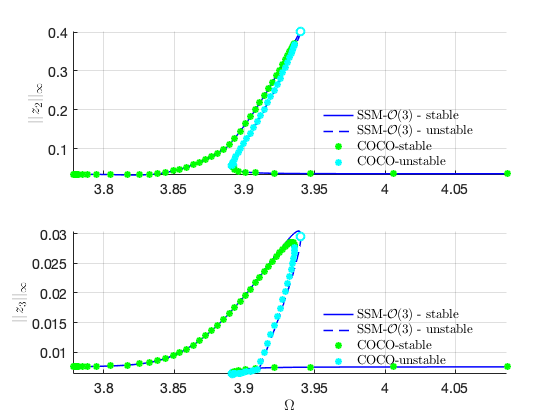 0.4
0.3
0.2
0.1
||z₂||∞
SSM-𝒪(3) - stable
SSM-𝒪(3) - unstable
COCO-stable
COCO-unstable
3.8 3.85 3.9 3.95 4 4.05
0.03
0.025
0.02
0.015
0.01
||z₃||∞
SSM-𝒪(3) - stable
SSM-𝒪(3) - unstable
COCO-stable
COCO-unstable
3.8 3.85 3.9 3.95 4 4.05
Ω